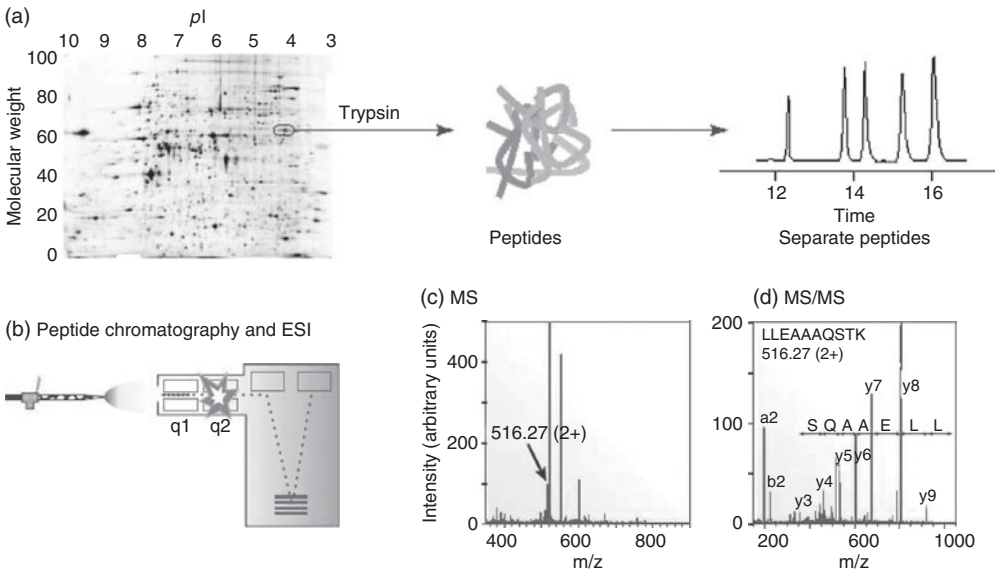 (a)
pI
10 9 8 7 6 5 4 3
Molecular weight
100
80
60
40
20
0
Trypsin
Peptides
12 14 16
Time
Separate peptides
(b) Peptide chromatography and ESI
q1 q2
(c) MS
Intensity (arbitrary units)
400
200
0
516.27 (2+)
400 600 800
m/z
(d) MS/MS
200
100
0
LLEAAAQSTK
516.27 (2+)
a2
b2
y3
y4
y5
y6
y7
y8
y9
S Q A A E L L
200 400 600 800 1000
m/z